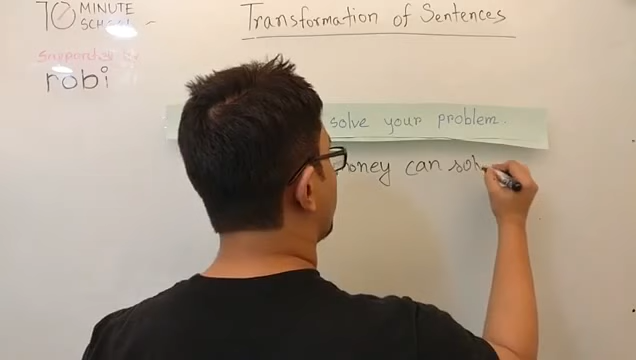 10 MINUTE SCHOOL
Transformation of Sentences
robi
solve your problem.
oney can sol